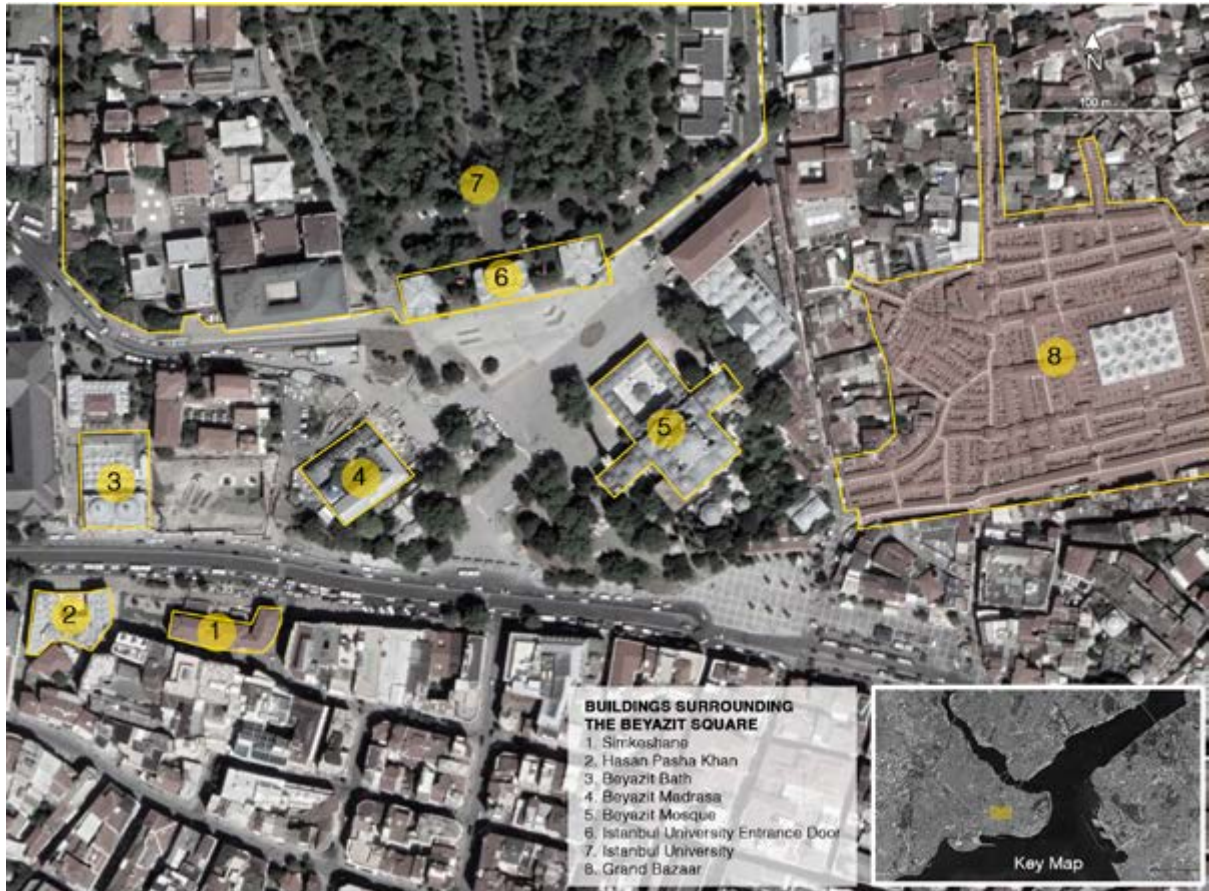 N
100 m
7
6
8
5
4
3
2
1
BUILDINGS SURROUNDING
THE BEYAZIT SQUARE
1. Simkeshane
2. Hasan Pasha Khan
3. Beyazit Bath
4. Beyazit Madrasa
5. Beyazit Mosque
6. Istanbul University Entrance Door
7. Istanbul University
8. Grand Bazaar
Key Map